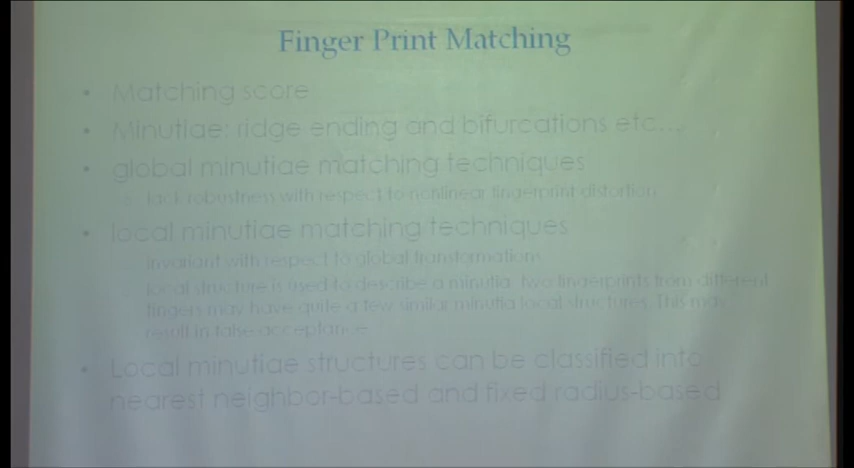 Finger Print Matching
• Matching score
• Minutiae: ridge ending and bifurcations etc...
• global minutiae matching techniques
lack robustness with respect to nonlinear fingerprint distortion
• local minutiae matching techniques
invariant with respect to global transformations
local structure is used to describe a minutia, two fingerprints from different
fingers may have quite a few similar minutia local structures. This may
result in false acceptance
• Local minutiae structures can be classified into
nearest neighbor-based and fixed radius-based